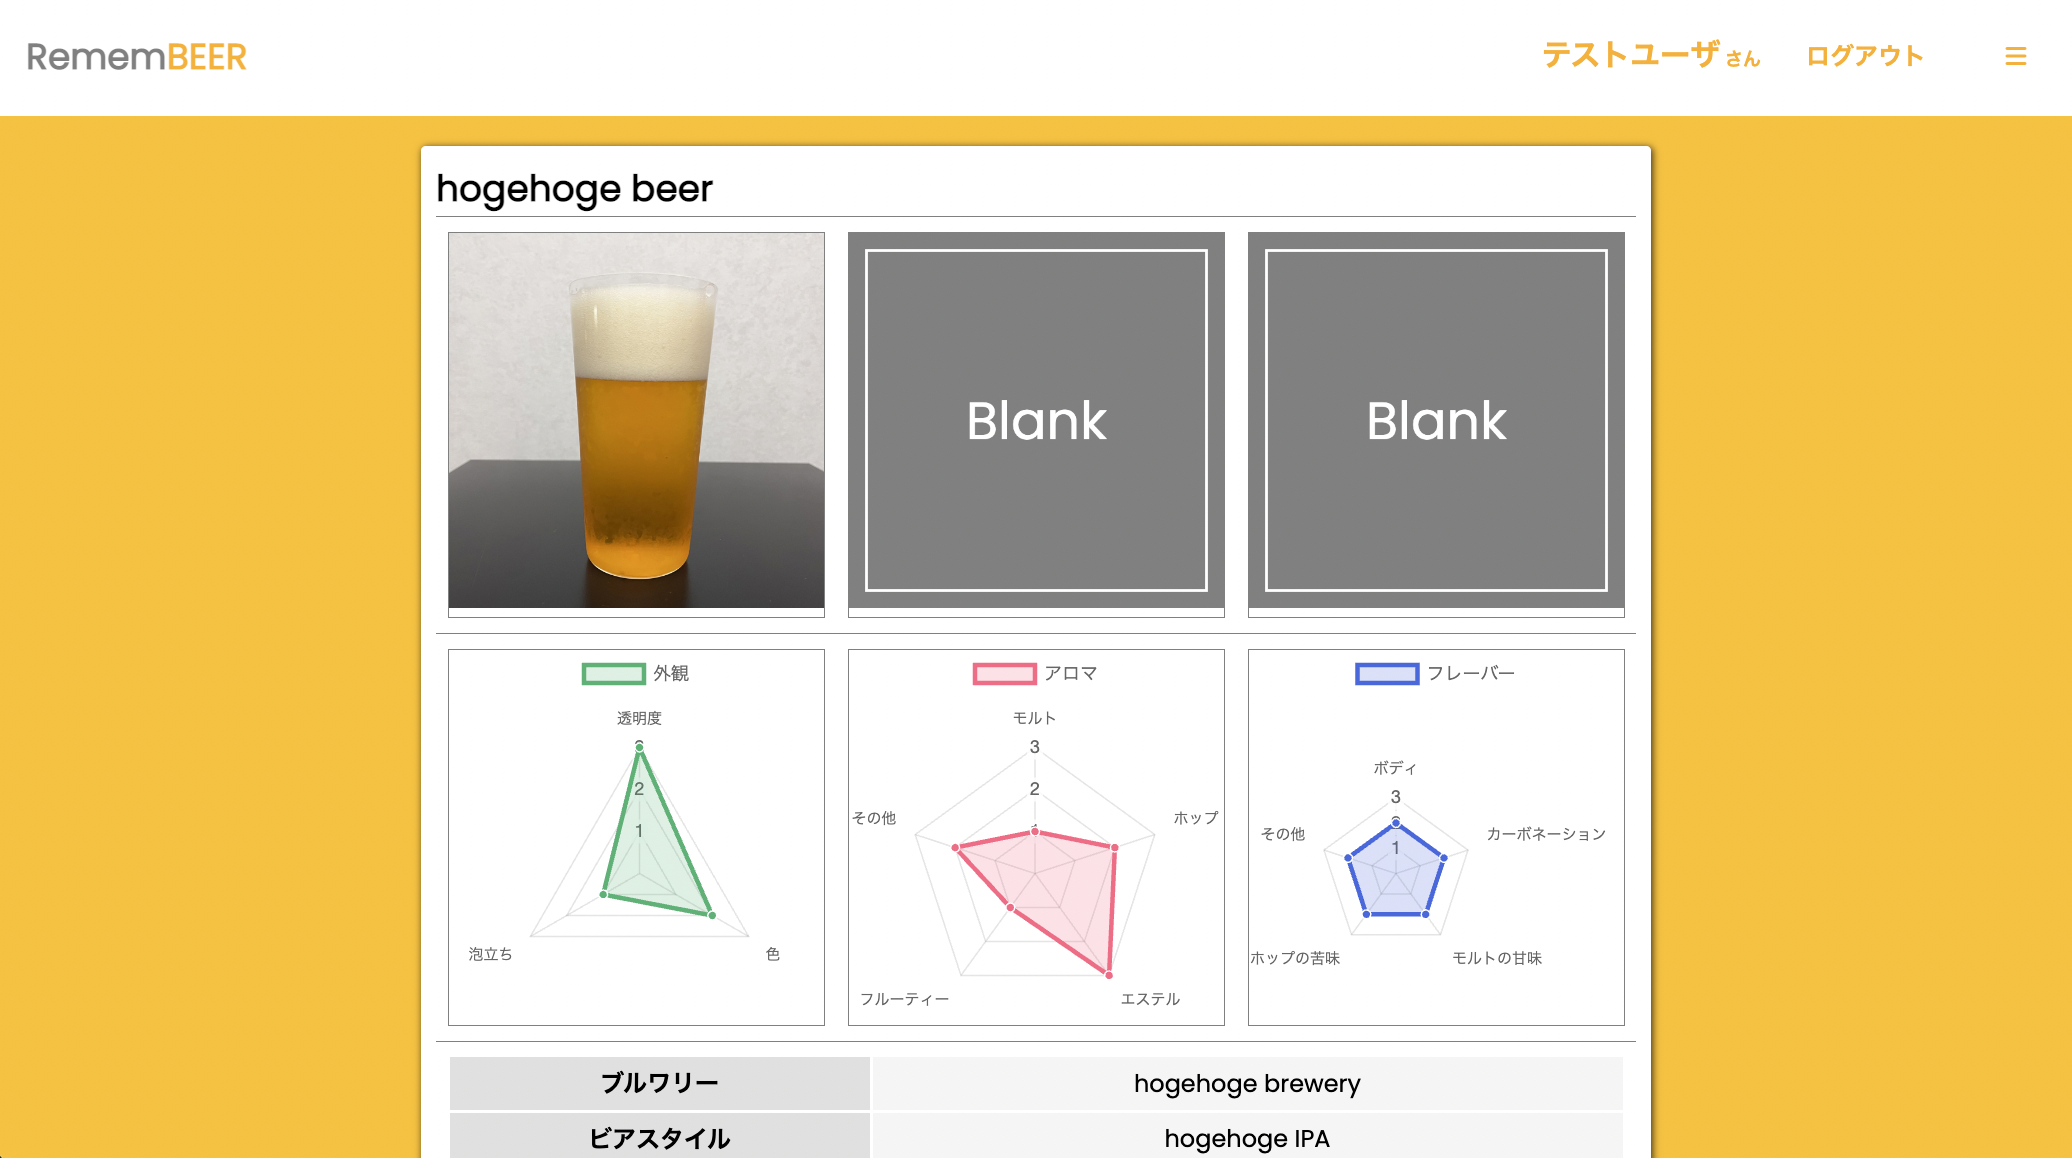 RememBEER
テストユーザ さん ログアウト
hogehoge beer
Blank
Blank
外観
透明度
2
1
泡立ち
色
アロマ
モルト
3
2
その他
ホップ
フルーティー
エステル
フレーバー
ボディ
3
1
その他
カーボネーション
ホップの苦味
モルトの甘味
ブルワリー hogehoge brewery
ビアスタイル hogehoge IPA